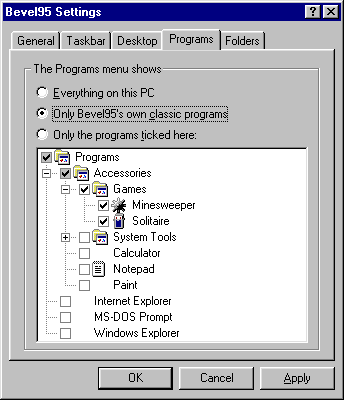 Bevel95 Settings
General Taskbar Desktop Programs Folders
The Programs menu shows
Everything on this PC
Only Bevel95's own classic programs
Only the programs ticked here:
Programs
Accessories
Games
Minesweeper
Solitaire
System Tools
Calculator
Notepad
Paint
Internet Explorer
MS-DOS Prompt
Windows Explorer
OK Cancel Apply